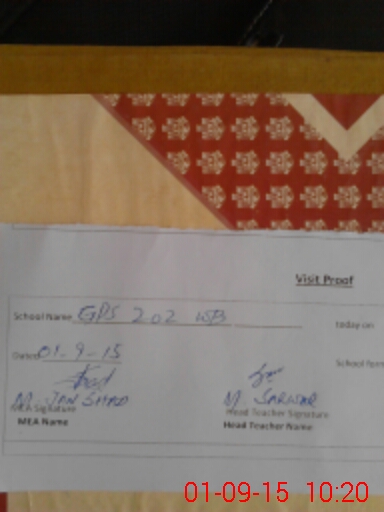 Visit Proof
School Name GPS 202 WB today on
Dated 01-9-15 School form
M. JAN SHAD M. SARWAR
MEA Signature Head Teacher Signature
MEA Name Head Teacher Name
01-09-15 10:20